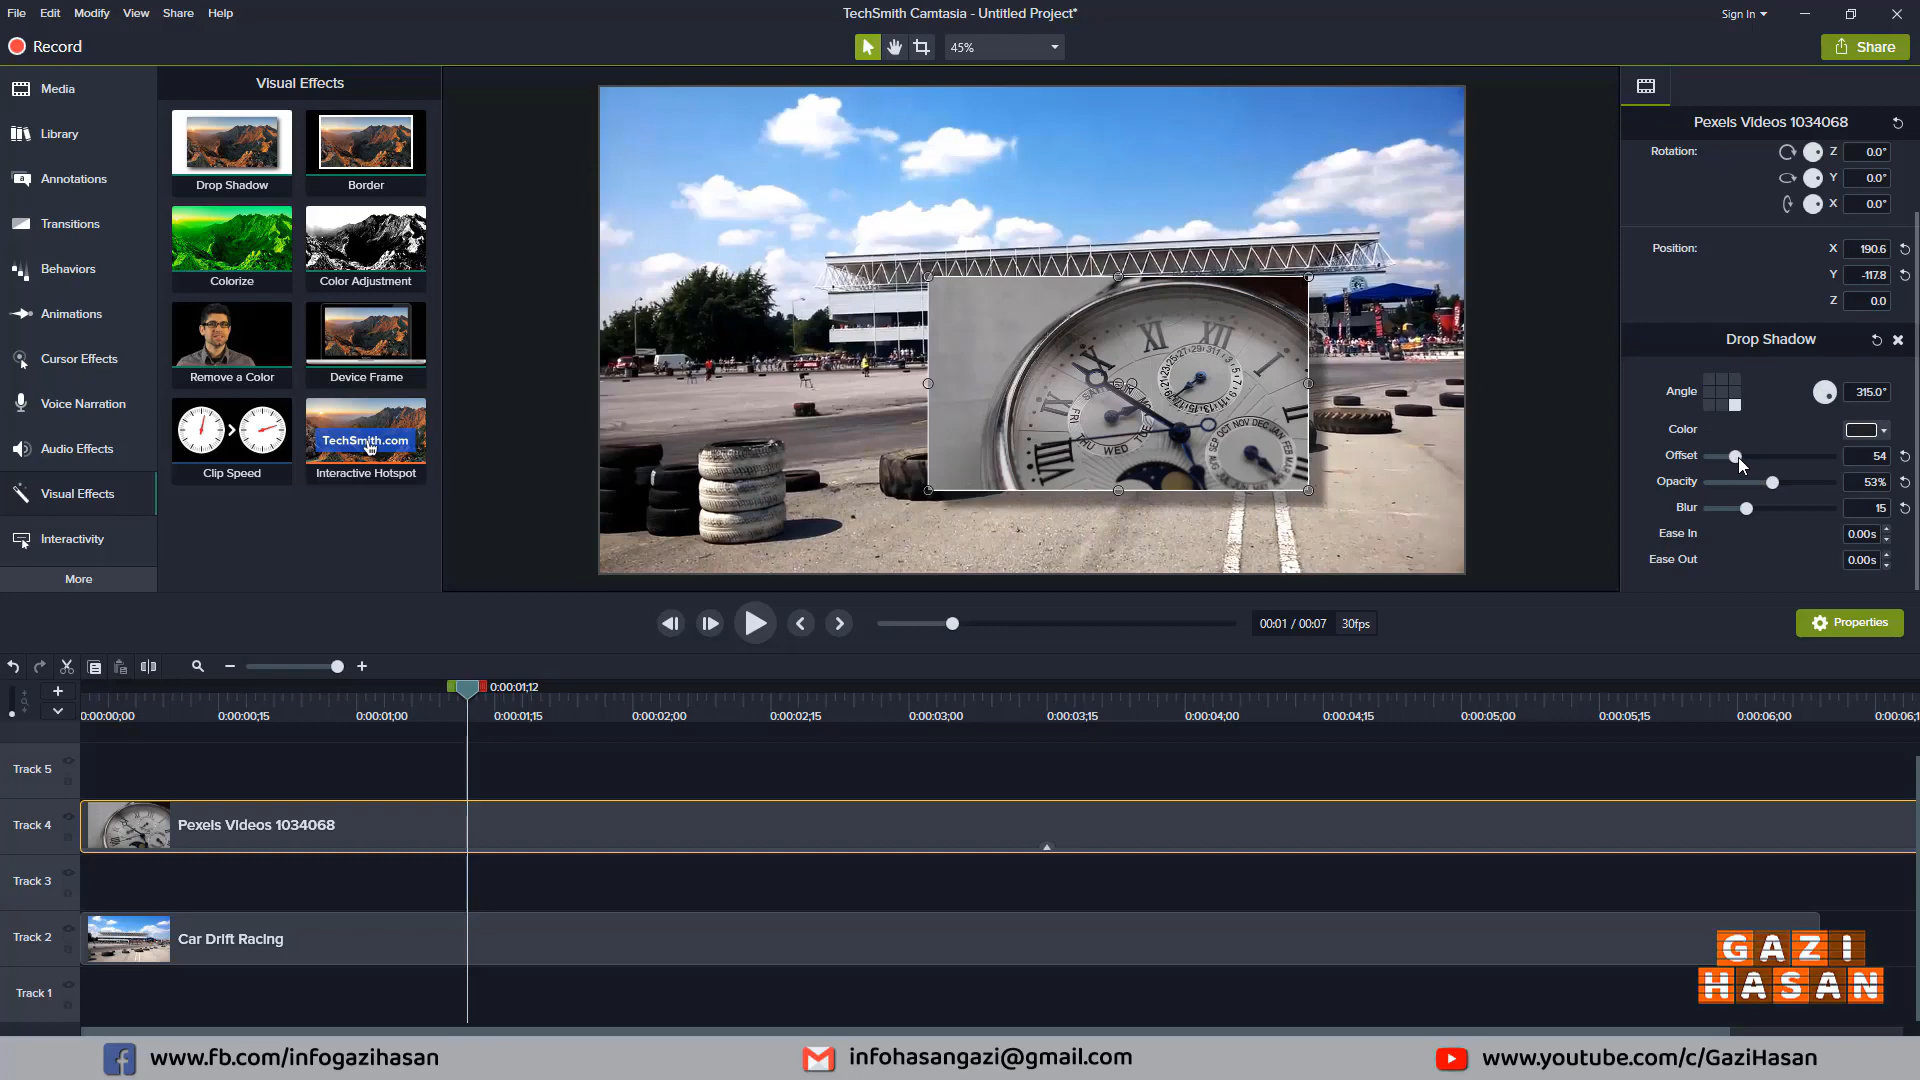 File Edit Modify View Share Help
TechSmith Camtasia - Untitled Project*
Sign In
Record
45%
Share
Media
Library
Annotations
Transitions
Behaviors
Animations
Cursor Effects
Voice Narration
Audio Effects
Visual Effects
Interactivity
More
Visual Effects
Drop Shadow
Border
Colorize
Color Adjustment
Remove a Color
Device Frame
Clip Speed
TechSmith.com
Interactive Hotspot
Pexels Videos 1034068
Rotation: Z 0.0°
Y 0.0°
X 0.0°
Position: X 190.6
Y -117.8
Z 0.0
Drop Shadow
Angle 315.0°
Color
Offset 54
Opacity 53%
Blur 15
Ease In 0.00s
Ease Out 0.00s
00:01 / 00:07 30fps
Properties
0:00:01;12
0:00:00;00 0:00:00;15 0:00:01;00 0:00:01;15 0:00:02;00 0:00:02;15 0:00:03;00 0:00:03;15 0:00:04;00 0:00:04;15 0:00:05;00 0:00:05;15 0:00:06;00
Track 5
Track 4 Pexels Videos 1034068
Track 3
Track 2 Car Drift Racing
Track 1
GAZI
HASAN
www.fb.com/infogazihasan
infohasangazi@gmail.com
www.youtube.com/c/GaziHasan